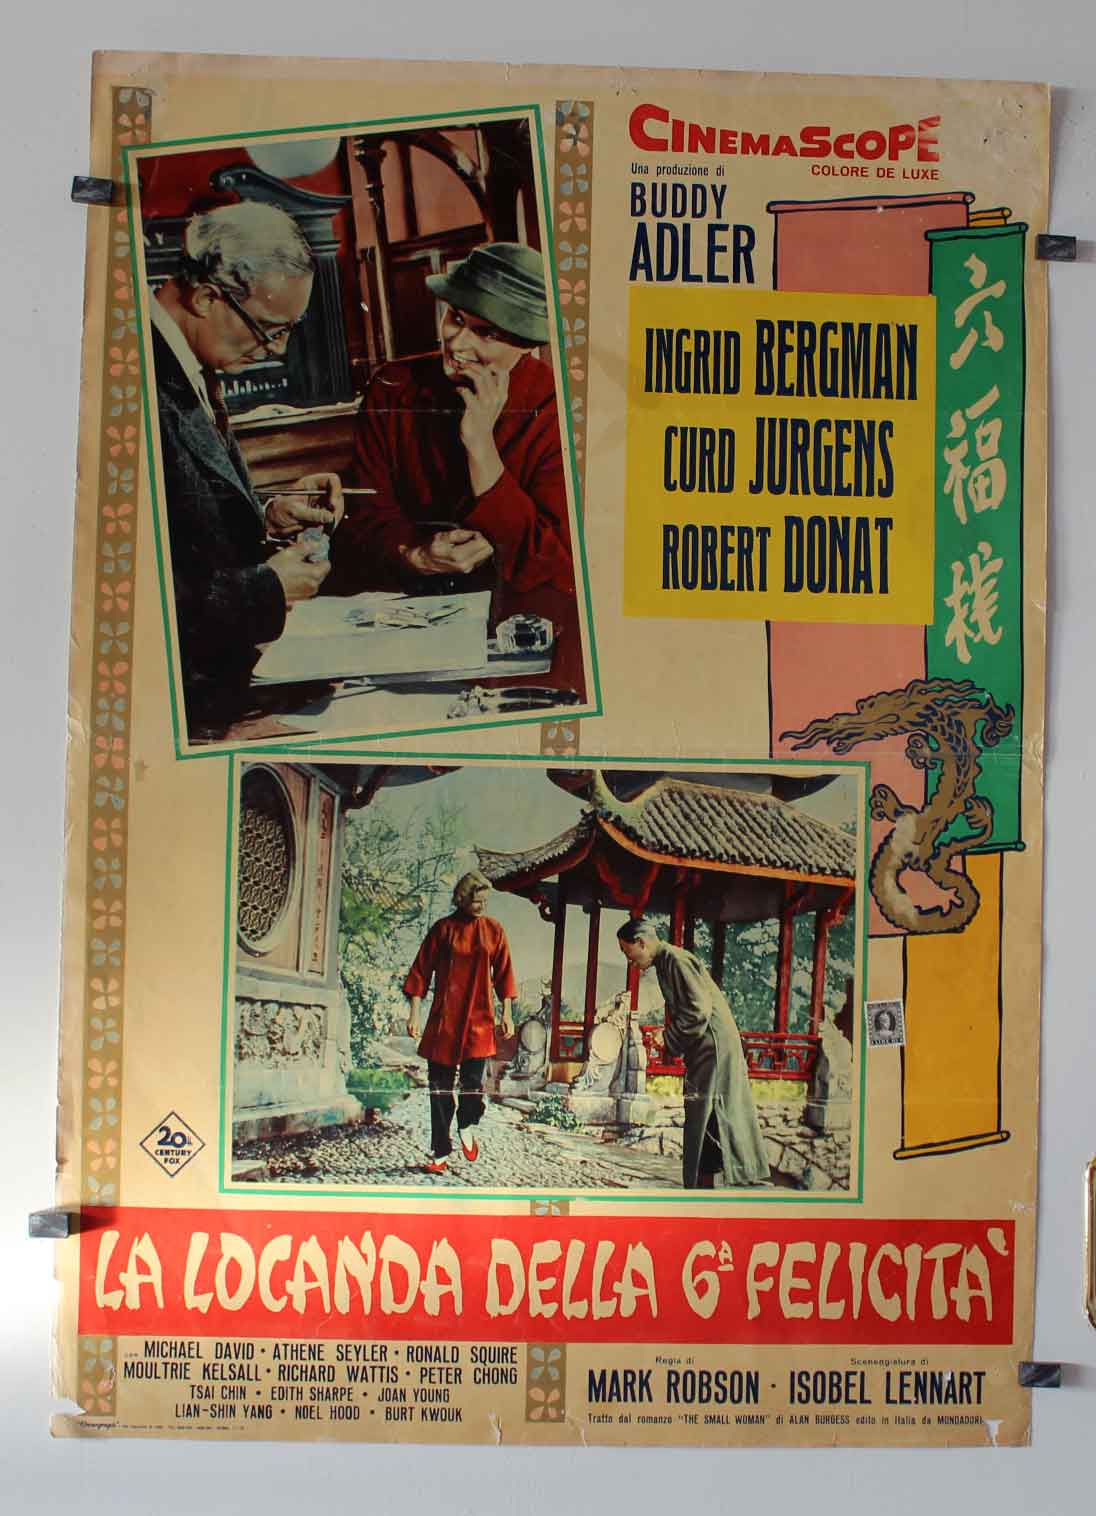 CINEMASCOPE
COLORE DE LUXE
Una produzione di
BUDDY
ADLER
INGRID BERGMAN
CURD JURGENS
ROBERT DONAT
六福棧
20th
CENTURY
FOX
LA LOCANDA DELLA 6ª FELICITA'
con MICHAEL DAVID · ATHENE SEYLER · RONALD SQUIRE
MOULTRIE KELSALL · RICHARD WATTIS · PETER CHONG
TSAI CHIN · EDITH SHARPE · JOAN YOUNG
LIAN-SHIN YANG · NOEL HOOD · BURT KWOUK
Regia di
MARK ROBSON ·
Sceneggiatura di
ISOBEL LENNART
Tratto dal romanzo "THE SMALL WOMAN" di ALAN BURGESS edito in Italia da MONDADORI